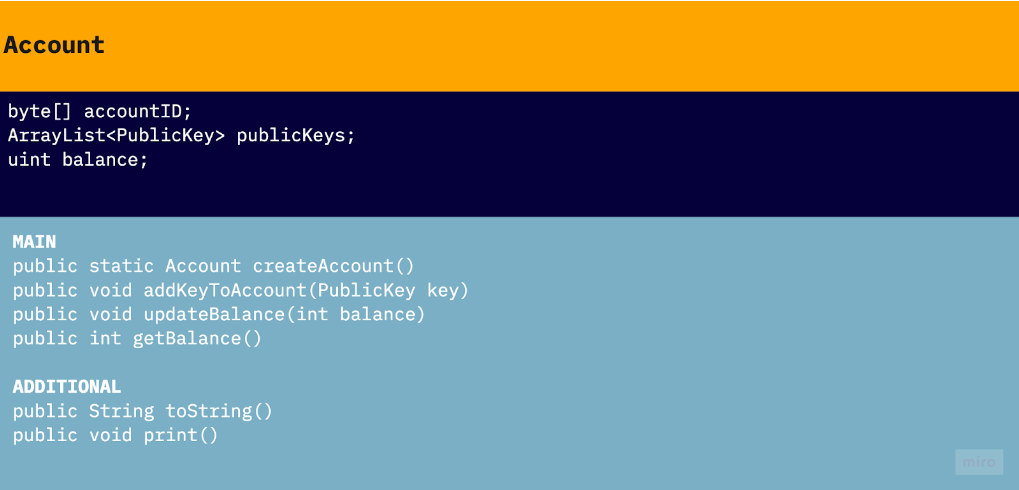 Account
byte[] accountID;
ArrayList<PublicKey> publicKeys;
uint balance;
MAIN
public static Account createAccount()
public void addKeyToAccount(PublicKey key)
public void updateBalance(int balance)
public int getBalance()
ADDITIONAL
public String toString()
public void print()
miro